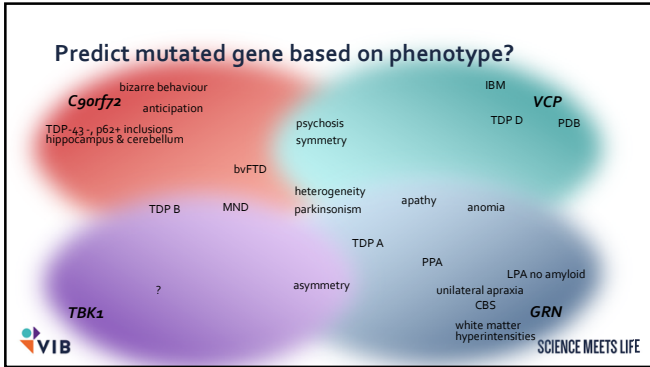 Predict mutated gene based on phenotype?
bizarre behaviour
C9orf72
anticipation
TDP-43 -, p62+ inclusions
hippocampus & cerebellum
IBM
VCP
TDP D
PDB
psychosis
symmetry
bvFTD
heterogeneity
parkinsonism
apathy
anomia
TDP B
MND
TDP A
PPA
LPA no amyloid
?
asymmetry
unilateral apraxia
CBS
TBK1
GRN
white matter
hyperintensities
VIB
SCIENCE MEETS LIFE